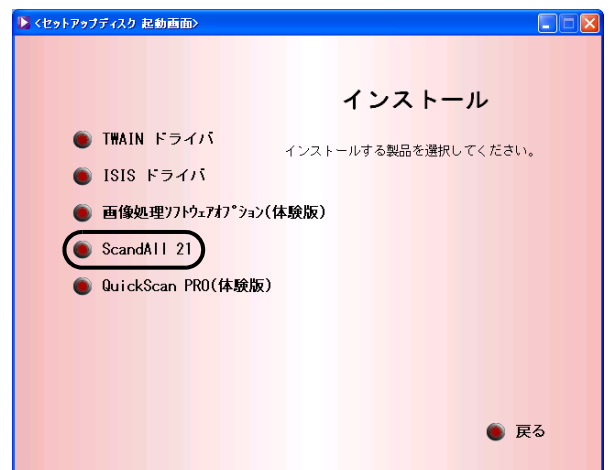 <セットアップディスク 起動画面>
インストール
インストールする製品を選択してください。
TWAIN ドライバ
ISIS ドライバ
画像処理ソフトウェアオプション(体験版)
ScandAll 21
QuickScan PRO(体験版)
戻る